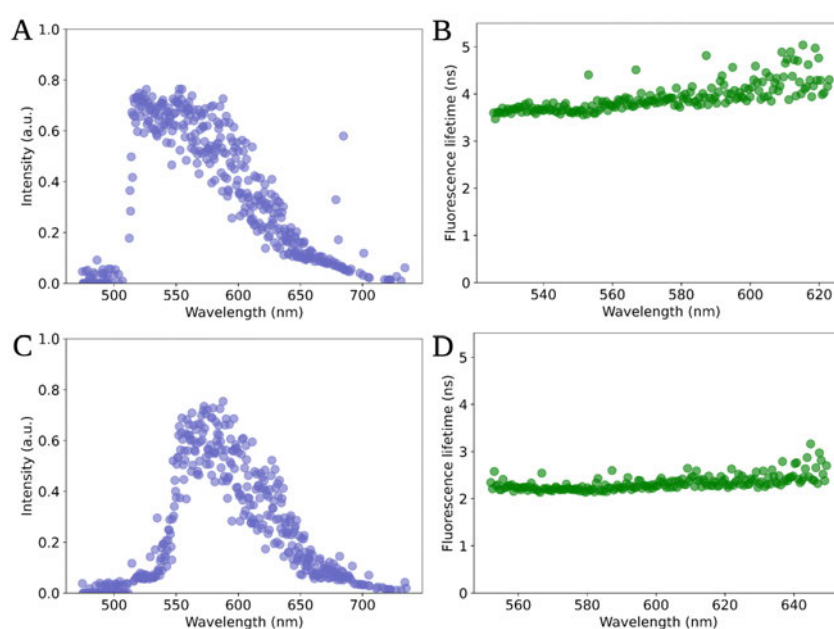 A
Intensity (a.u.)
1.0
0.8
0.6
0.4
0.2
0.0
500 550 600 650 700
Wavelength (nm)
B
Fluorescence lifetime (ns)
5
4
3
2
1
0
540 560 580 600 620
Wavelength (nm)
C
Intensity (a.u.)
1.0
0.8
0.6
0.4
0.2
0.0
500 550 600 650 700
Wavelength (nm)
D
Fluorescence lifetime (ns)
5
4
3
2
1
0
560 580 600 620 640
Wavelength (nm)